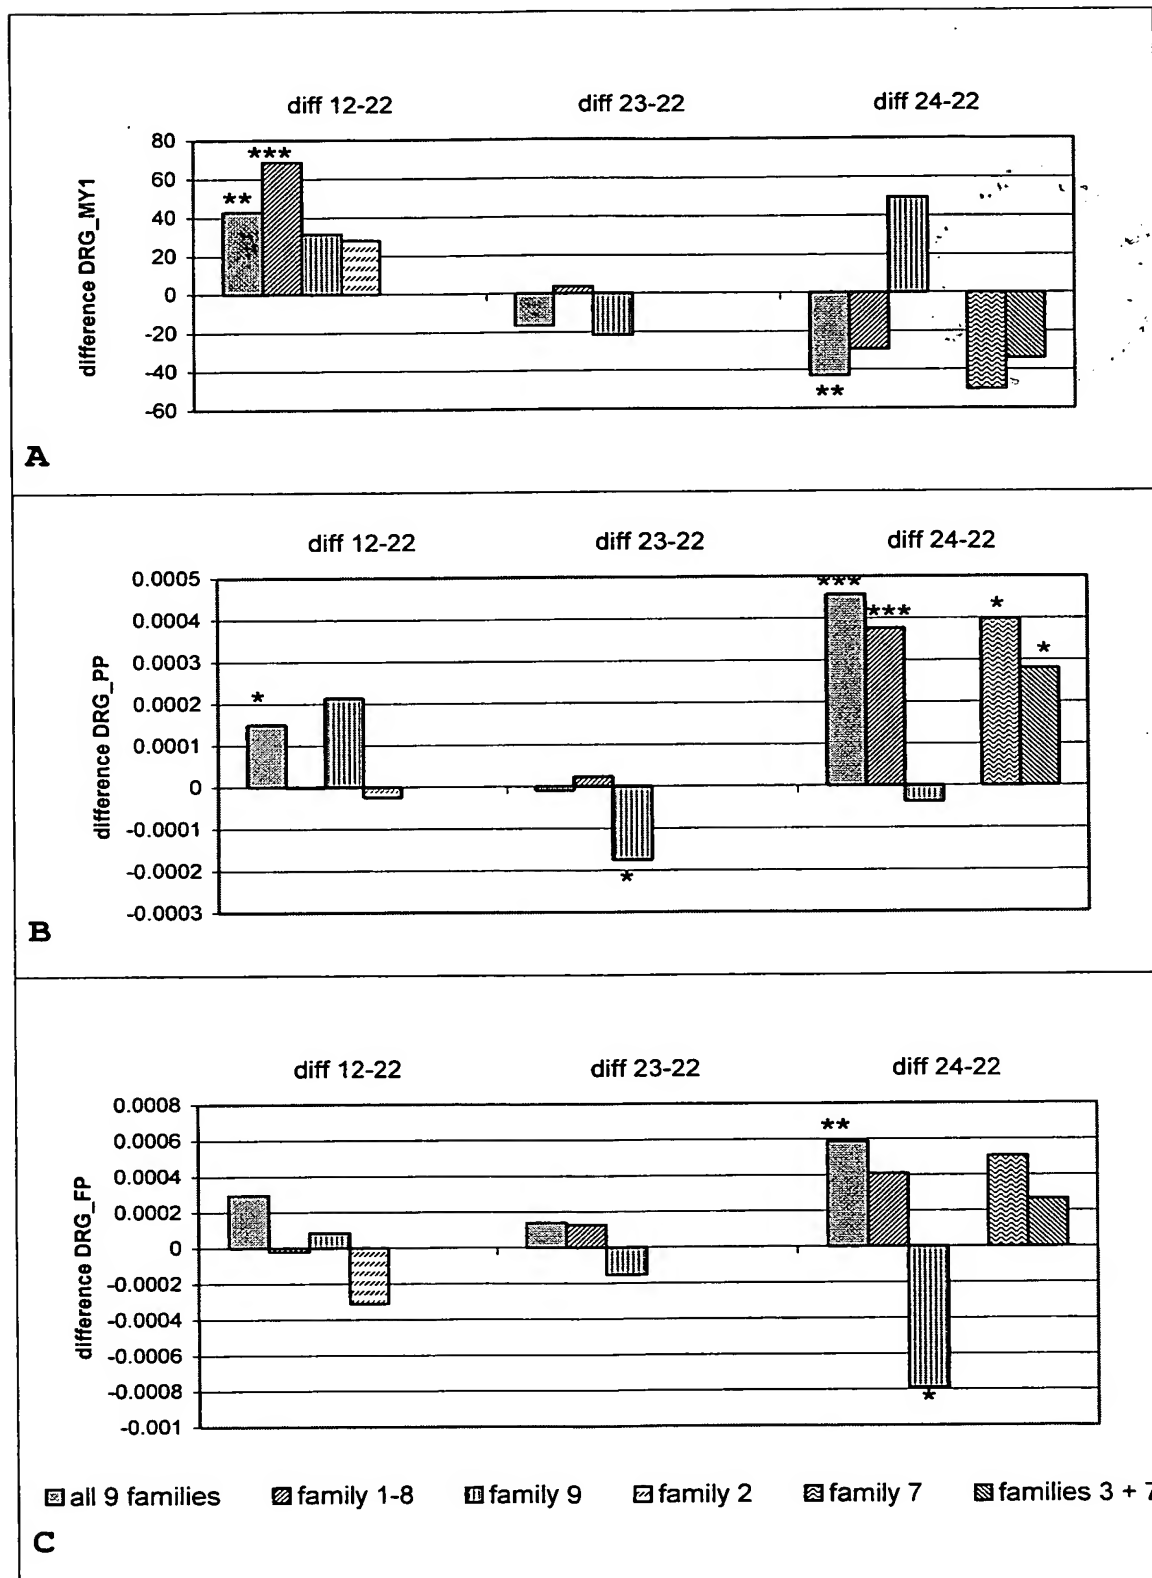 diff 12-22 diff 23-22 diff 24-22
difference DRG_MY1
80
60
40
20
0
-20
-40
-60
** *** **
A
diff 12-22 diff 23-22 diff 24-22
difference DRG_PP
0.0005
0.0004
0.0003
0.0002
0.0001
0
-0.0001
-0.0002
-0.0003
* * *** *** * *
B
diff 12-22 diff 23-22 diff 24-22
difference DRG_FP
0.0008
0.0006
0.0004
0.0002
0
-0.0002
-0.0004
-0.0006
-0.0008
-0.001
** *
all 9 families family 1-8 family 9 family 2 family 7 families 3 + 7
C